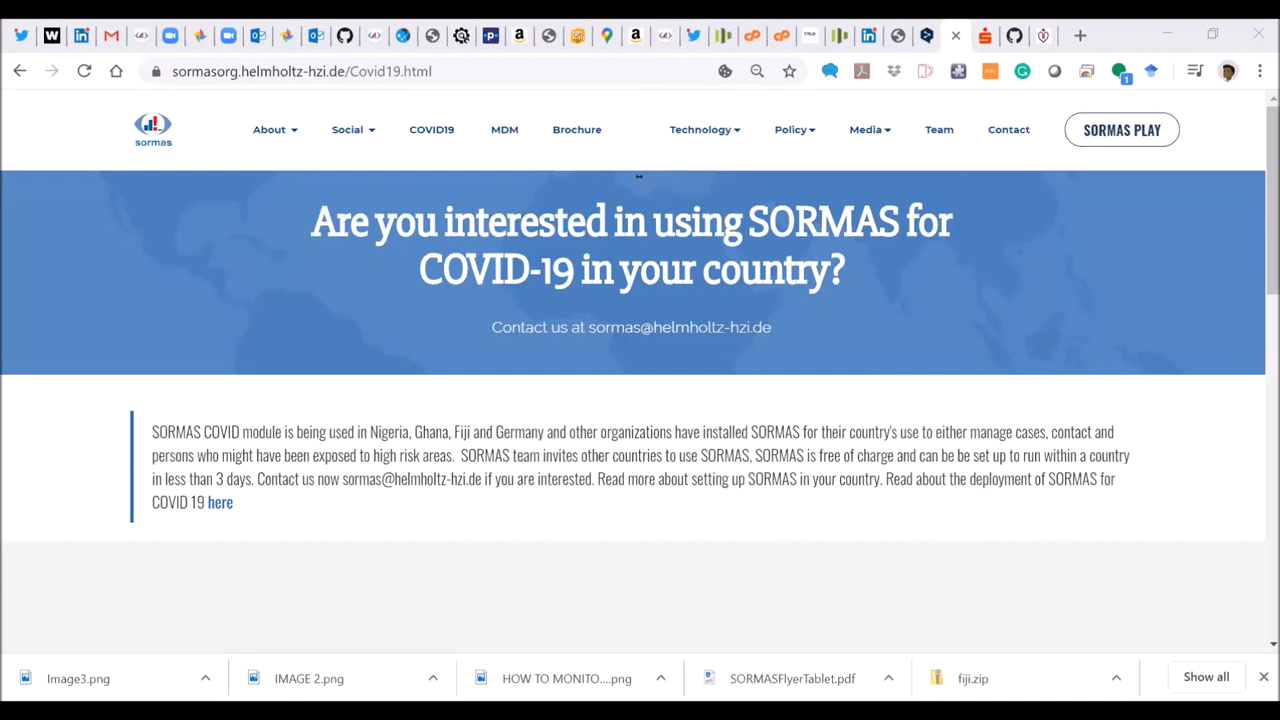 sormasorg.helmholtz-hzi.de/Covid19.html
1
sormas
About
Social
COVID19
MDM
Brochure
Technology
Policy
Media
Team
Contact
SORMAS PLAY
Are you interested in using SORMAS for
COVID-19 in your country?
Contact us at sormas@helmholtz-hzi.de
SORMAS COVID module is being used in Nigeria, Ghana, Fiji and Germany and other organizations have installed SORMAS for their country's use to either manage cases, contact and
persons who might have been exposed to high risk areas. SORMAS team invites other countries to use SORMAS, SORMAS is free of charge and can be be set up to run within a country
in less than 3 days. Contact us now sormas@helmholtz-hzi.de if you are interested. Read more about setting up SORMAS in your country. Read about the deployment of SORMAS for
COVID 19 here
Image3.png
IMAGE 2.png
HOW TO MONITO....png
SORMASFlyerTablet.pdf
fiji.zip
Show all